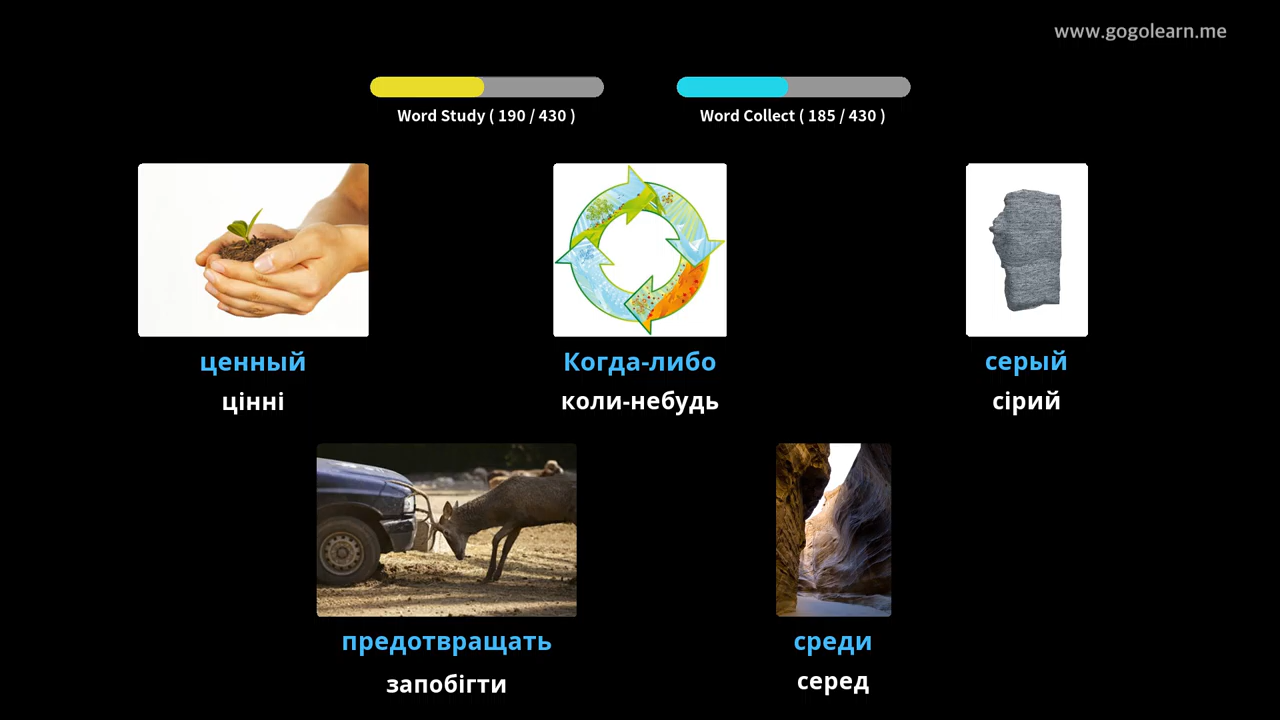 www.gogolearn.me
Word Study ( 190 / 430 )
Word Collect ( 185 / 430 )
ценный
цінні
Когда-либо
коли-небудь
серый
сірий
предотвращать
запобігти
среди
серед